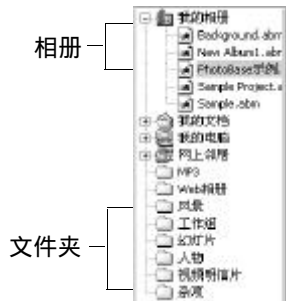 相册
我的相册
Background.abm
New Album1.abm
PhotoBase示例
Sample Project.a
Sample.abm
我的文档
我的电脑
网上邻居
MP3
Web相册
风景
工作组
幻灯片
人物
视频明信片
杂项
文件夹